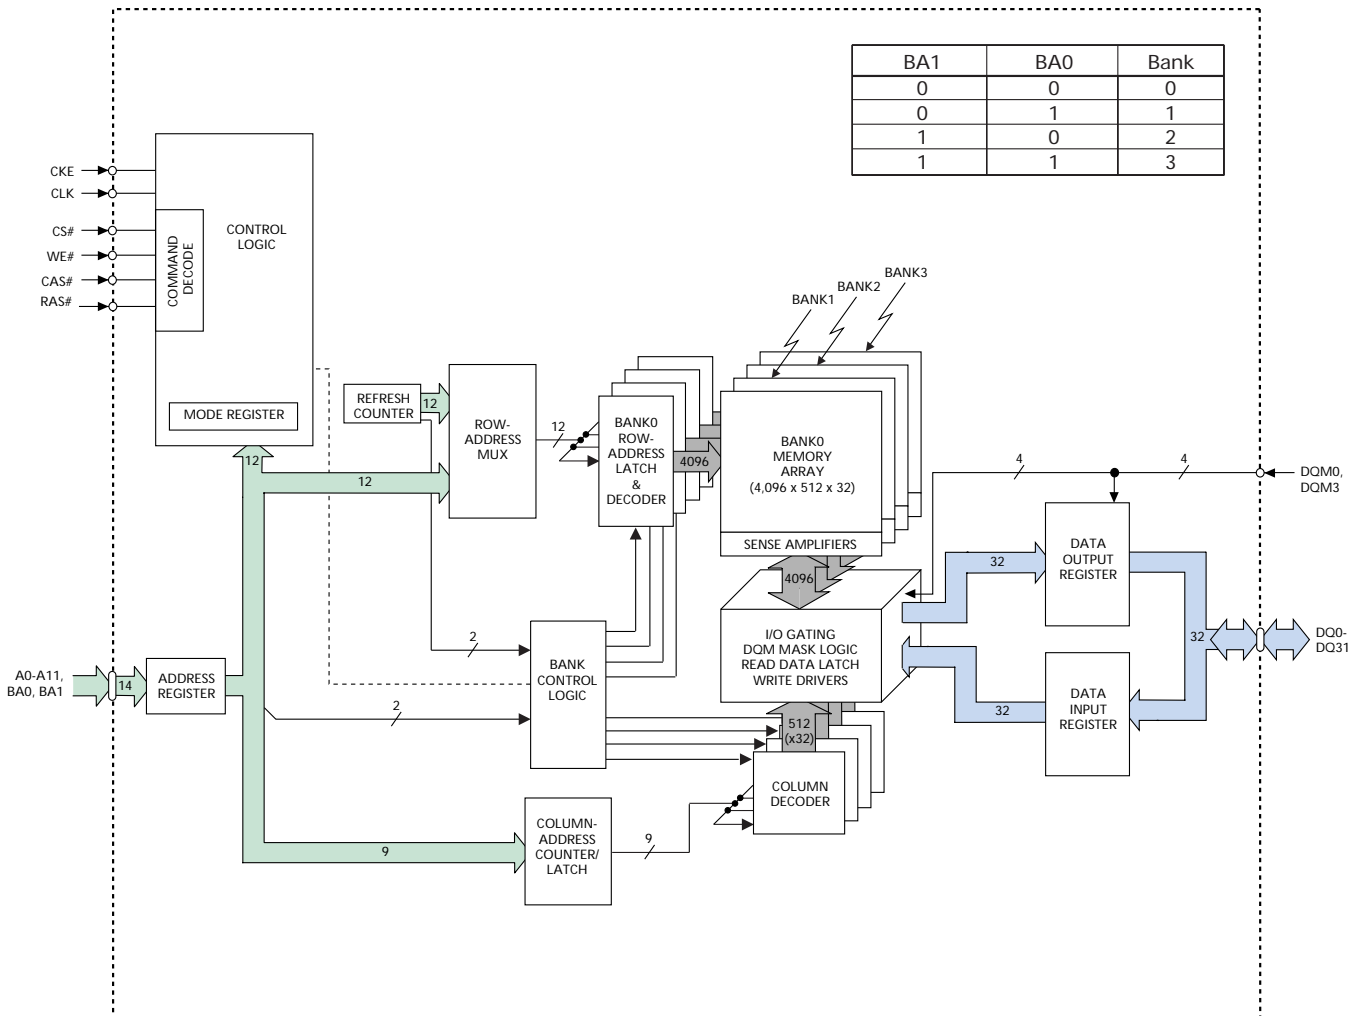 BA1 BA0 Bank
0 0 0
0 1 1
1 0 2
1 1 3
CKE
CLK
CS#
WE#
CAS#
RAS#
CONTROL
LOGIC
COMMAND
DECODE
MODE REGISTER
BANK3
BANK2
BANK1
REFRESH
COUNTER
12
ROW-
ADDRESS
MUX
12
BANK0
ROW-
ADDRESS
LATCH
&
DECODER
4096
BANK0
MEMORY
ARRAY
(4,096 x 512 x 32)
SENSE AMPLIFIERS
12
12
4
4
DQM0,
DQM3
DATA
OUTPUT
REGISTER
32
4096
I/O GATING
DQM MASK LOGIC
READ DATA LATCH
WRITE DRIVERS
32
DQ0-
DQ31
2
BANK
CONTROL
LOGIC
A0-A11,
BA0, BA1
14
ADDRESS
REGISTER
2
32
DATA
INPUT
REGISTER
512
(x32)
COLUMN
DECODER
COLUMN-
ADDRESS
COUNTER/
LATCH
9
9